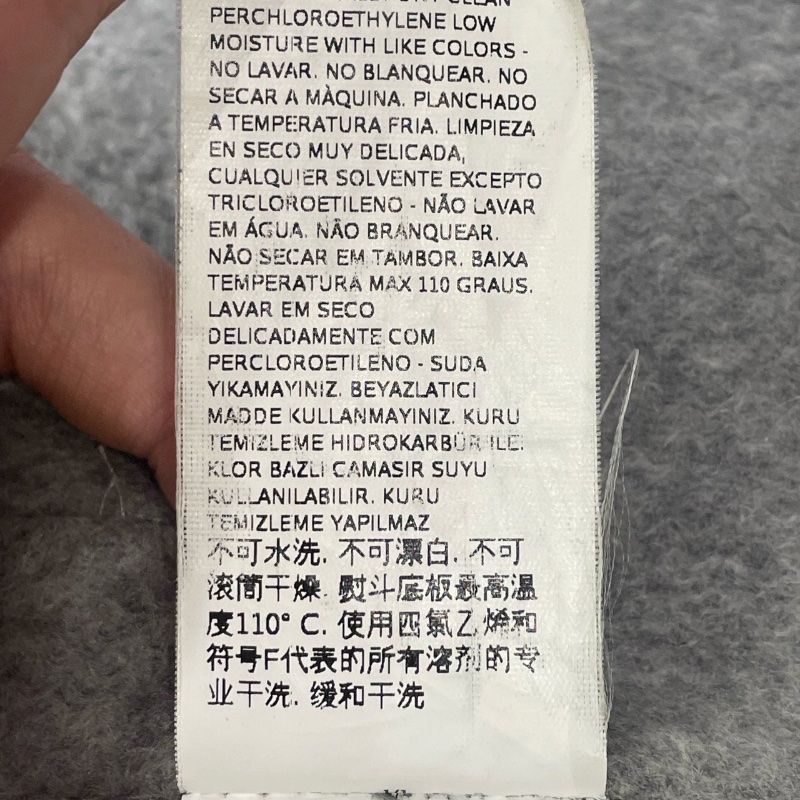 DRY CLEAN
PERCHLOROETHYLENE LOW
MOISTURE WITH LIKE COLORS -
NO LAVAR. NO BLANQUEAR. NO
SECAR A MÀQUINA. PLANCHADO
A TEMPERATURA FRIA. LIMPIEZA
EN SECO MUY DELICADA,
CUALQUIER SOLVENTE EXCEPTO
TRICLOROETILENO - NÃO LAVAR
EM ÁGUA. NÃO BRANQUEAR.
NÃO SECAR EM TAMBOR. BAIXA
TEMPERATURA MAX 110 GRAUS.
LAVAR EM SECO
DELICADAMENTE COM
PERCLOROETILENO - SUDA
YIKAMAYINIZ. BEYAZLATICI
MADDE KULLANMAYINIZ. KURU
TEMIZLEME HIDROKARBÜR ILE.
KLOR BAZLI CAMASIR SUYU
KULLANILABILIR. KURU
TEMIZLEME YAPILMAZ
不可水洗. 不可漂白. 不可
滚筒干燥. 熨斗底板最高温
度110° C. 使用四氯乙烯和
符号F代表的所有溶剂的专
业干洗. 缓和干洗